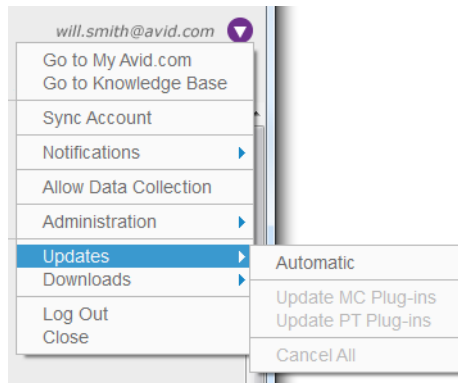 will.smith@avid.com
Go to My Avid.com
Go to Knowledge Base
Sync Account
Notifications
Allow Data Collection
Administration
Updates
Downloads
Log Out
Close
Automatic
Update MC Plug-ins
Update PT Plug-ins
Cancel All